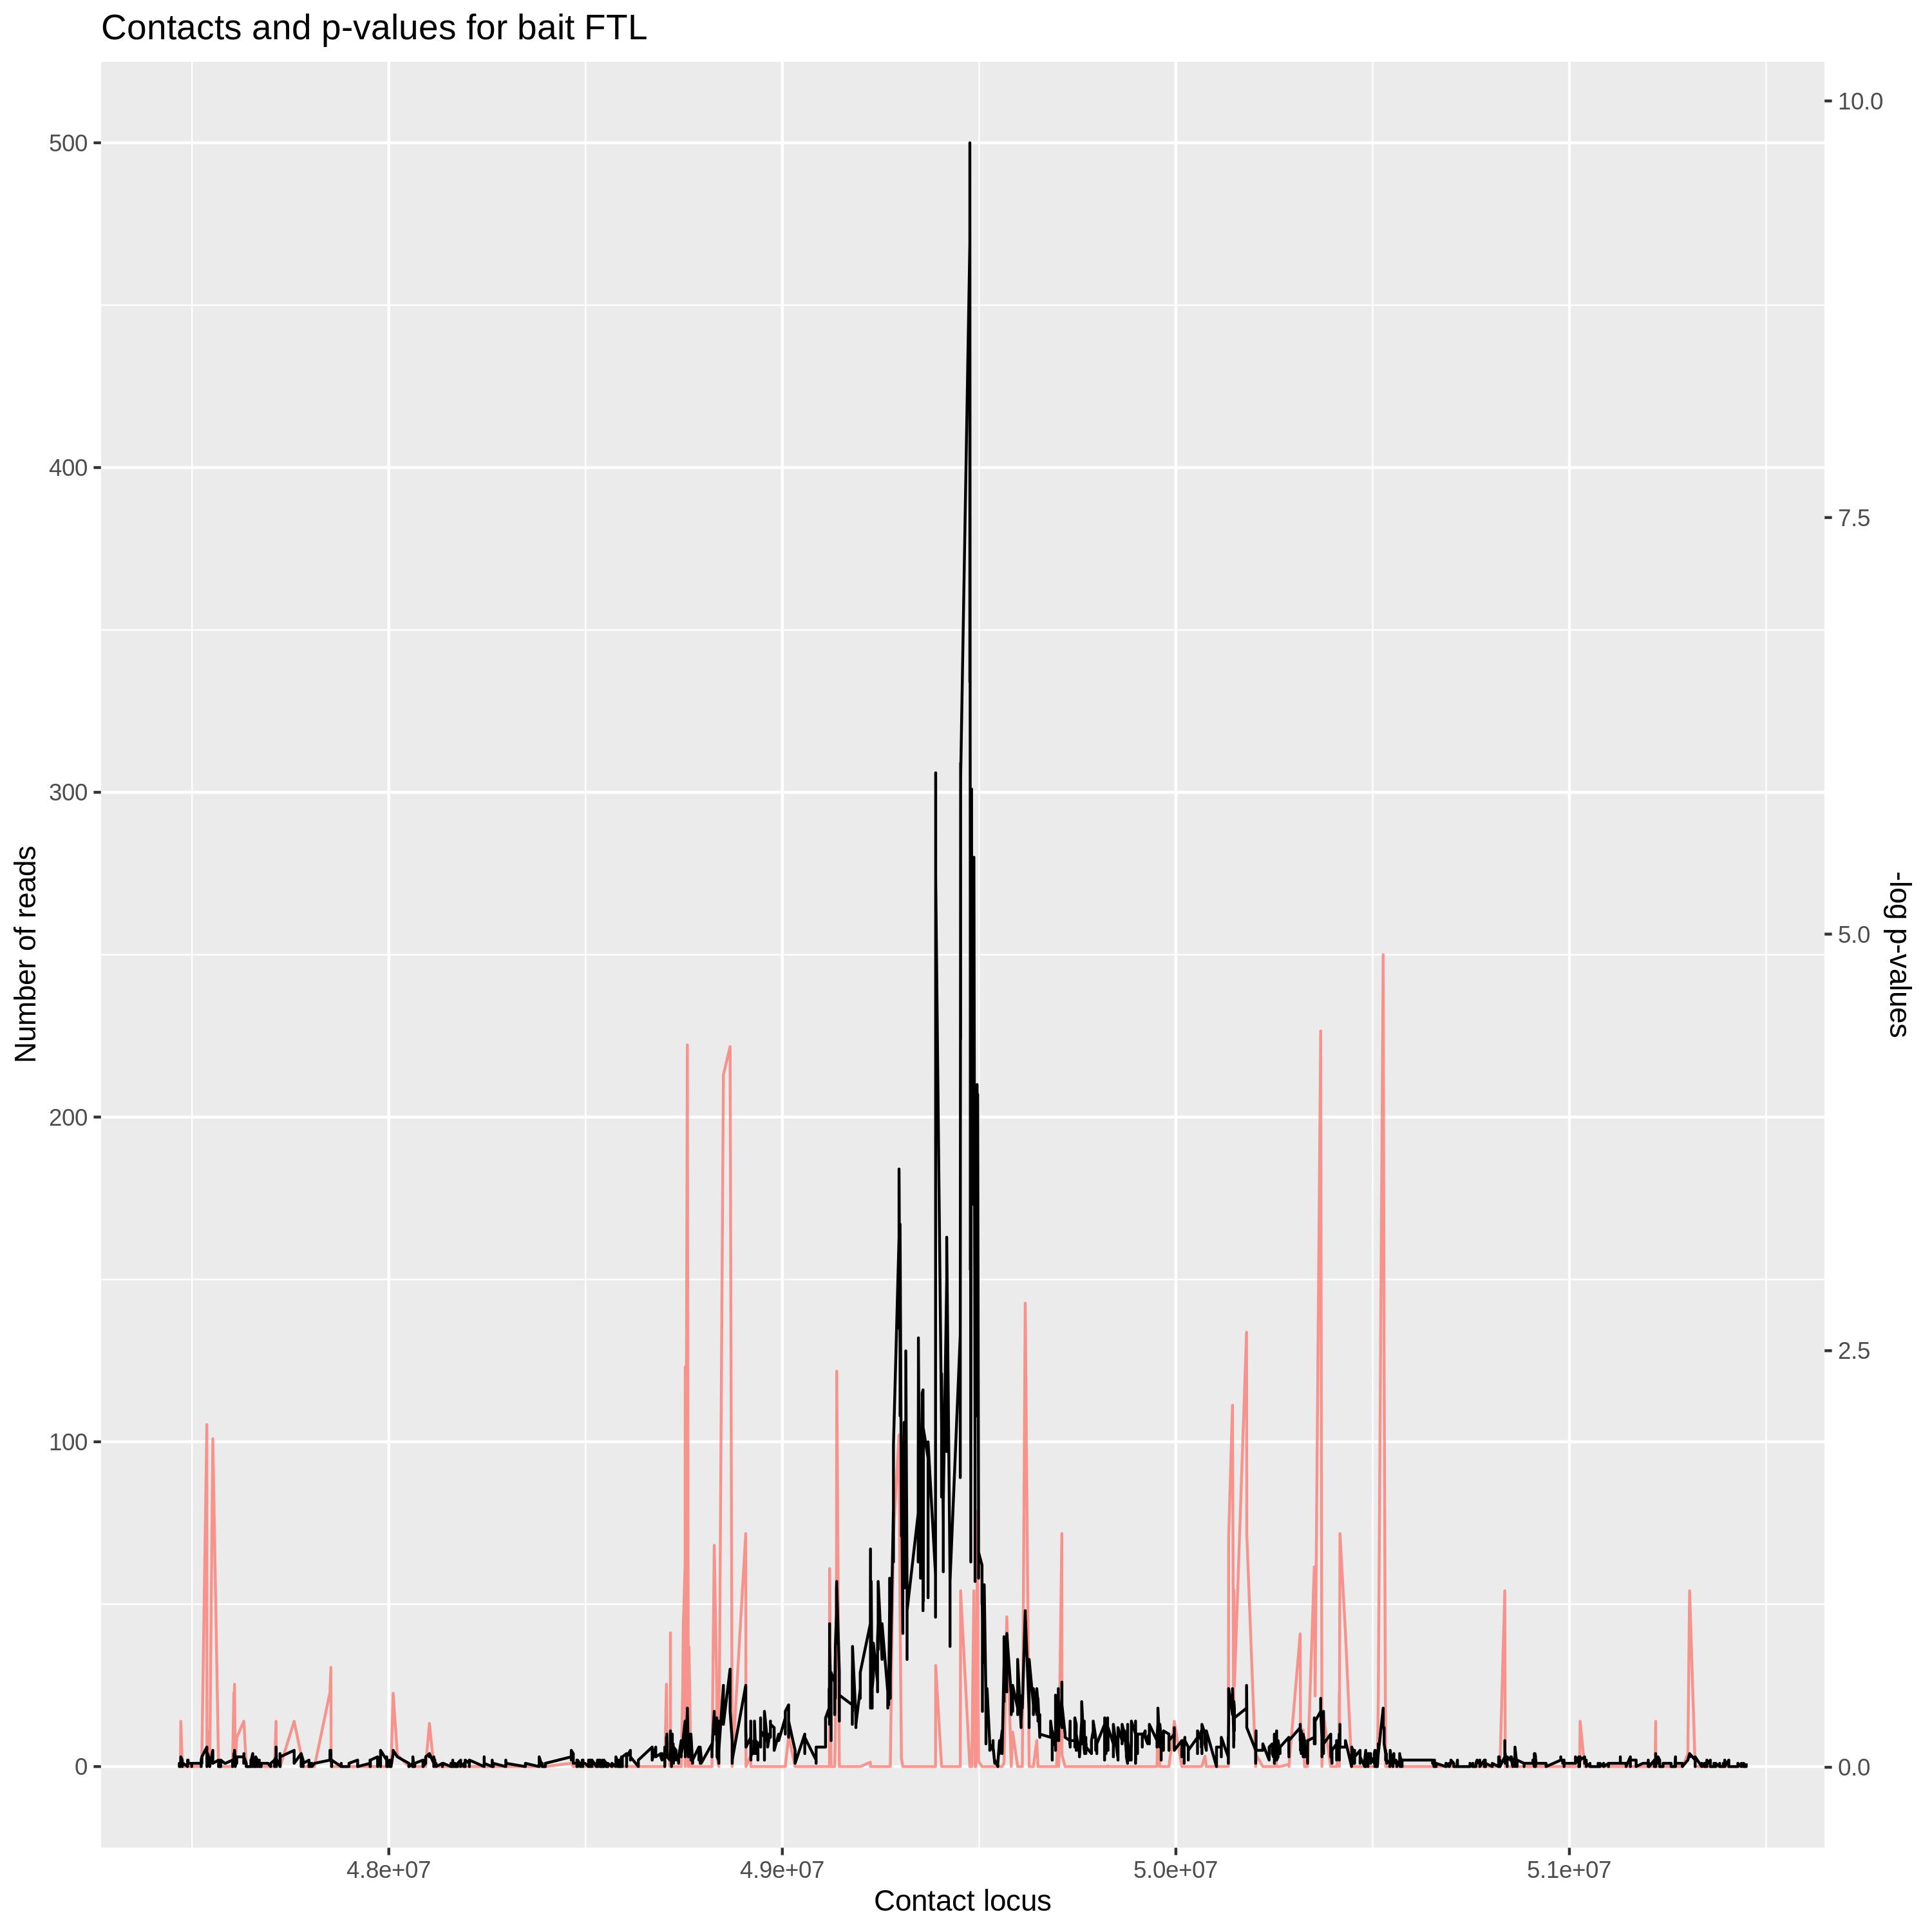 Contacts and p-values for bait FTL
500
400
300
200
100
0
Number of reads
10.0
7.5
5.0
2.5
0.0
-log p-values
4.8e+07
4.9e+07
5.0e+07
5.1e+07
Contact locus